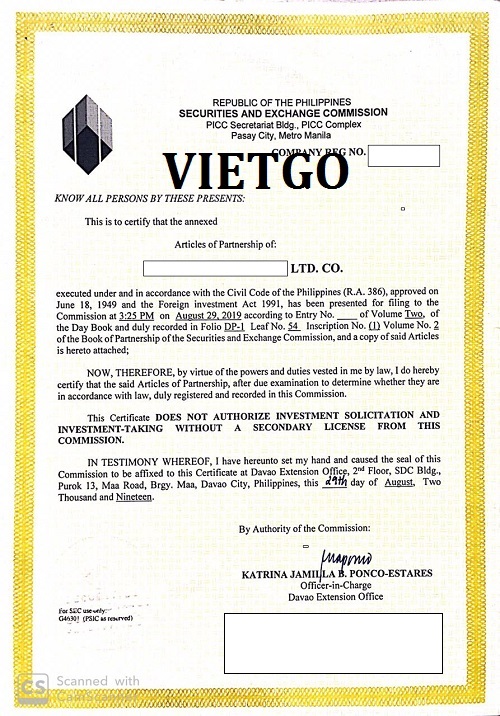 REPUBLIC OF THE PHILIPPINES
SECURITIES AND EXCHANGE COMMISSION
PICC Secretariat Bldg., PICC Complex
Pasay City, Metro Manila
COMPANY REG NO.
VIETGO
KNOW ALL PERSONS BY THESE PRESENTS:
This is to certify that the annexed
Articles of Partnership of:
LTD. CO.
executed under and in accordance with the Civil Code of the Philippines (R.A. 386), approved on
June 18, 1949 and the Foreign investment Act 1991, has been presented for filing to the
Commission at 3:25 PM on August 29, 2019 according to Entry No. ____ of Volume Two, of
the Day Book and duly recorded in Folio DP-1 Leaf No. 54 Inscription No. (1) Volume No. 2
of the Book of Partnership of the Securities and Exchange Commission, and a copy of said Articles
is hereto attached;
NOW, THEREFORE, by virtue of the powers and duties vested in me by law, I do hereby
certify that the said Articles of Partnership, after due examination to determine whether they are
in accordance with law, duly registered and recorded in this Commission.
This Certificate DOES NOT AUTHORIZE INVESTMENT SOLICITATION AND
INVESTMENT-TAKING WITHOUT A SECONDARY LICENSE FROM THIS
COMMISSION.
IN TESTIMONY WHEREOF, I have hereunto set my hand and caused the seal of this
Commission to be affixed to this Certificate at Davao Extension Office, 2nd Floor, SDC Bldg.,
Purok 13, Maa Road, Brgy. Maa, Davao City, Philippines, this 29th day of August, Two
Thousand and Nineteen.
By Authority of the Commission:
KATRINA JAMILLA B. PONCO-ESTARES
Officer-in-Charge
Davao Extension Office
For SEC use only:
G46301 (PSIC as reserved)
CS Scanned with
CamScanner